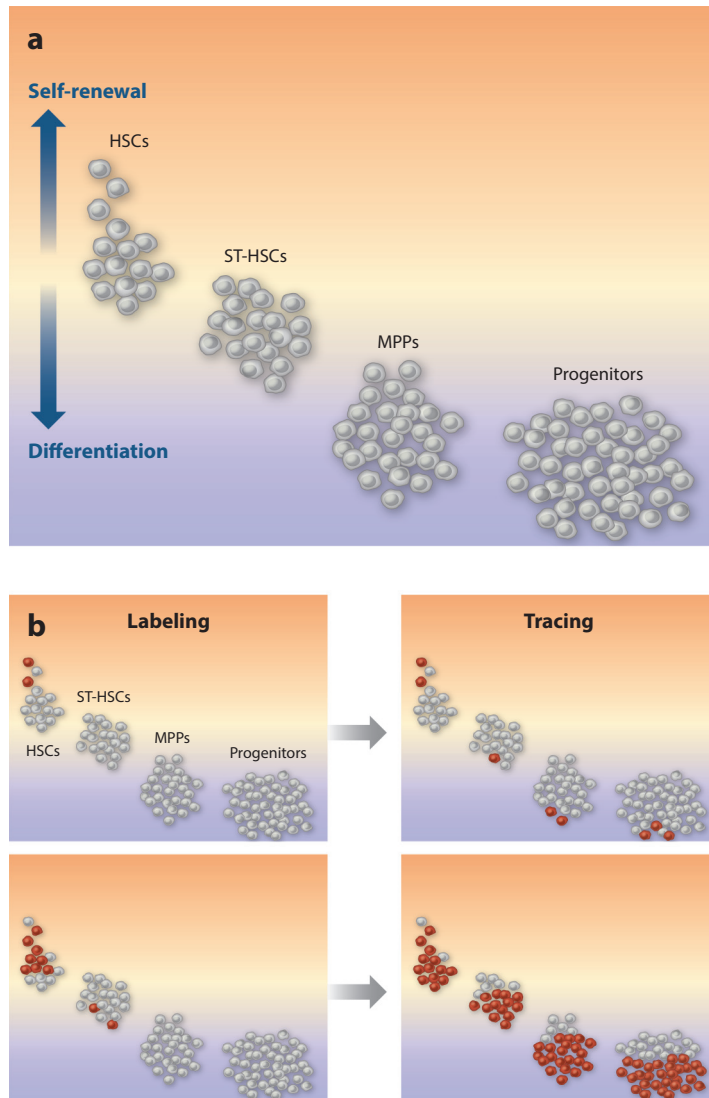 a
Self-renewal
HSCs
ST-HSCs
MPPs
Progenitors
Differentiation
b
Labeling
Tracing
ST-HSCs
HSCs
MPPs
Progenitors